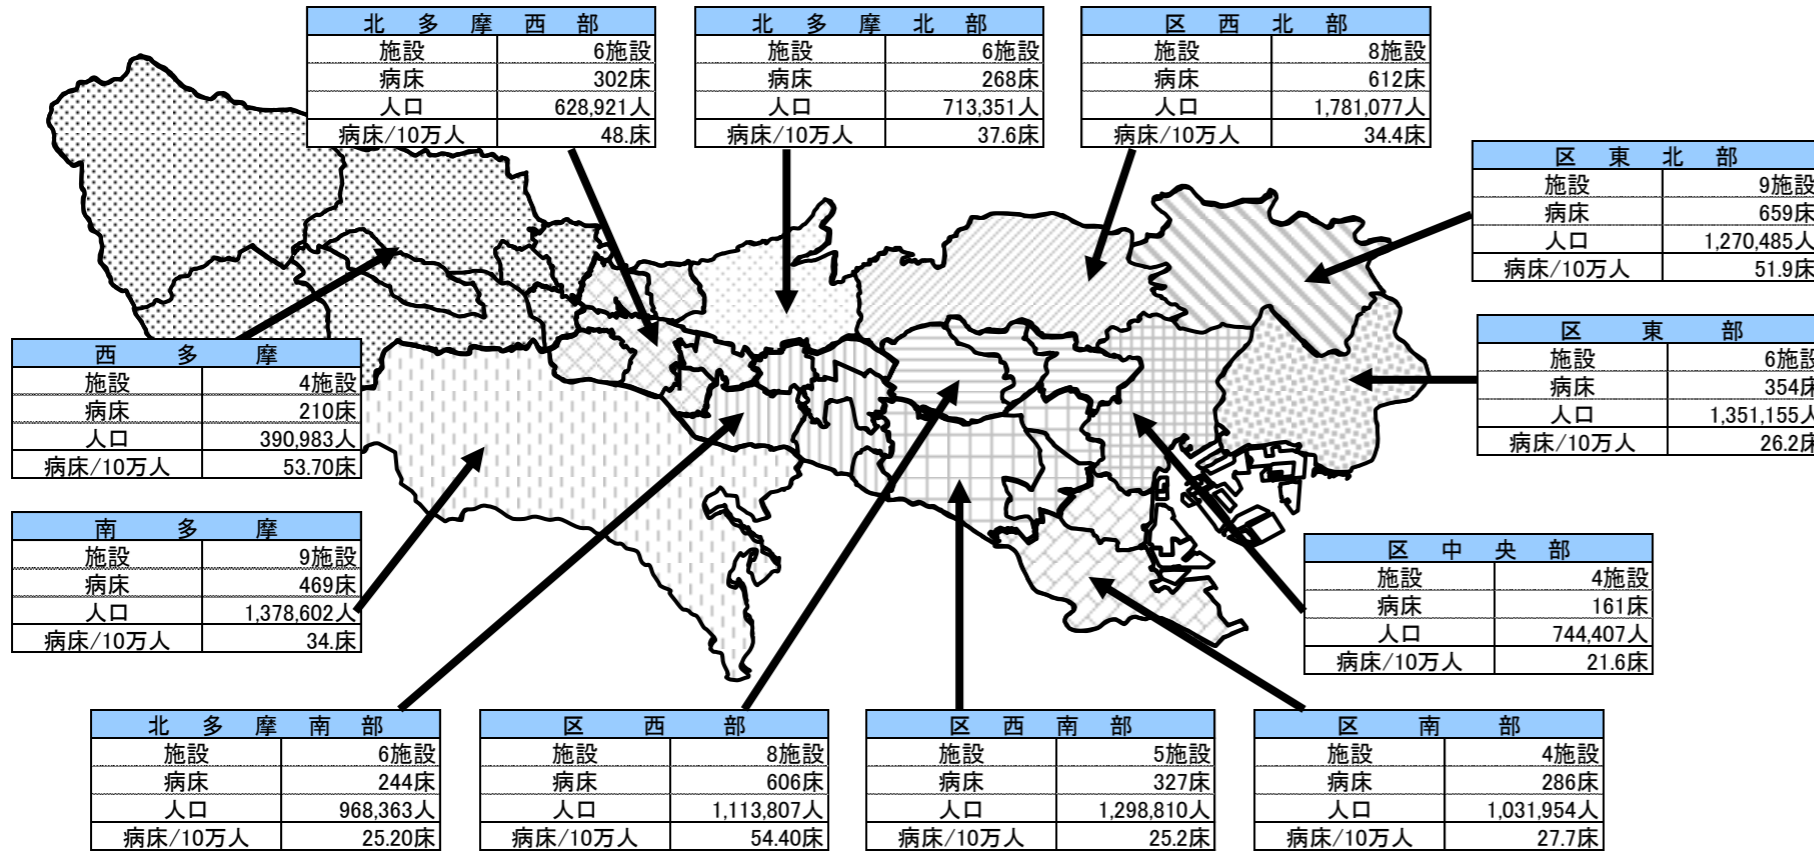 北多摩西部
施設 6施設
病床 302床
人口 628,921人
病床/10万人 48.床
北多摩北部
施設 6施設
病床 268床
人口 713,351人
病床/10万人 37.6床
区西北部
施設 8施設
病床 612床
人口 1,781,077人
病床/10万人 34.4床
区東北部
施設 9施設
病床 659床
人口 1,270,485人
病床/10万人 51.9床
区東部
施設 6施設
病床 354床
人口 1,351,155人
病床/10万人 26.2床
西多摩
施設 4施設
病床 210床
人口 390,983人
病床/10万人 53.70床
南多摩
施設 9施設
病床 469床
人口 1,378,602人
病床/10万人 34.床
区中央部
施設 4施設
病床 161床
人口 744,407人
病床/10万人 21.6床
北多摩南部
施設 6施設
病床 244床
人口 968,363人
病床/10万人 25.20床
区西部
施設 8施設
病床 606床
人口 1,113,807人
病床/10万人 54.40床
区西南部
施設 5施設
病床 327床
人口 1,298,810人
病床/10万人 25.2床
区南部
施設 4施設
病床 286床
人口 1,031,954人
病床/10万人 27.7床